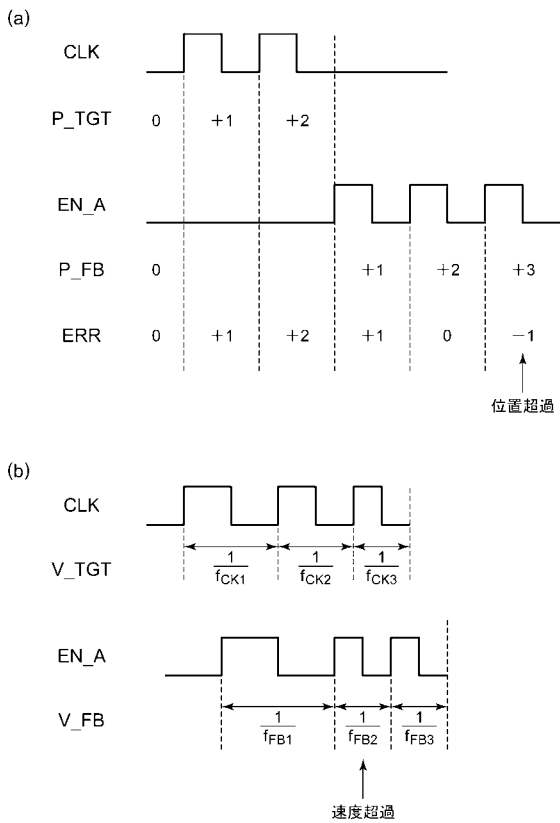 (a)
CLK
P_TGT 0 +1 +2
EN_A
P_FB 0 +1 +2 +3
ERR 0 +1 +2 +1 0 −1
位置超過
(b)
CLK
V_TGT 1/fCK1 1/fCK2 1/fCK3
EN_A
V_FB 1/fFB1 1/fFB2 1/fFB3
速度超過